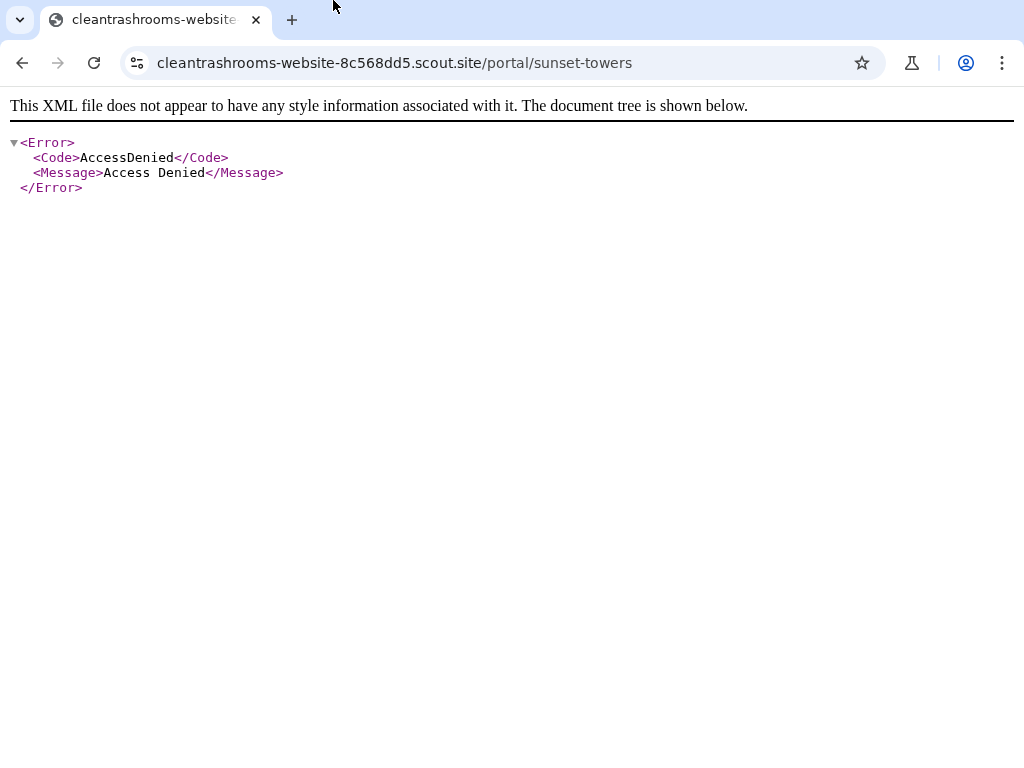 cleantrashrooms-website
cleantrashrooms-website-8c568dd5.scout.site/portal/sunset-towers
This XML file does not appear to have any style information associated with it. The document tree is shown below.
<Error>
<Code>AccessDenied</Code>
<Message>Access Denied</Message>
</Error>